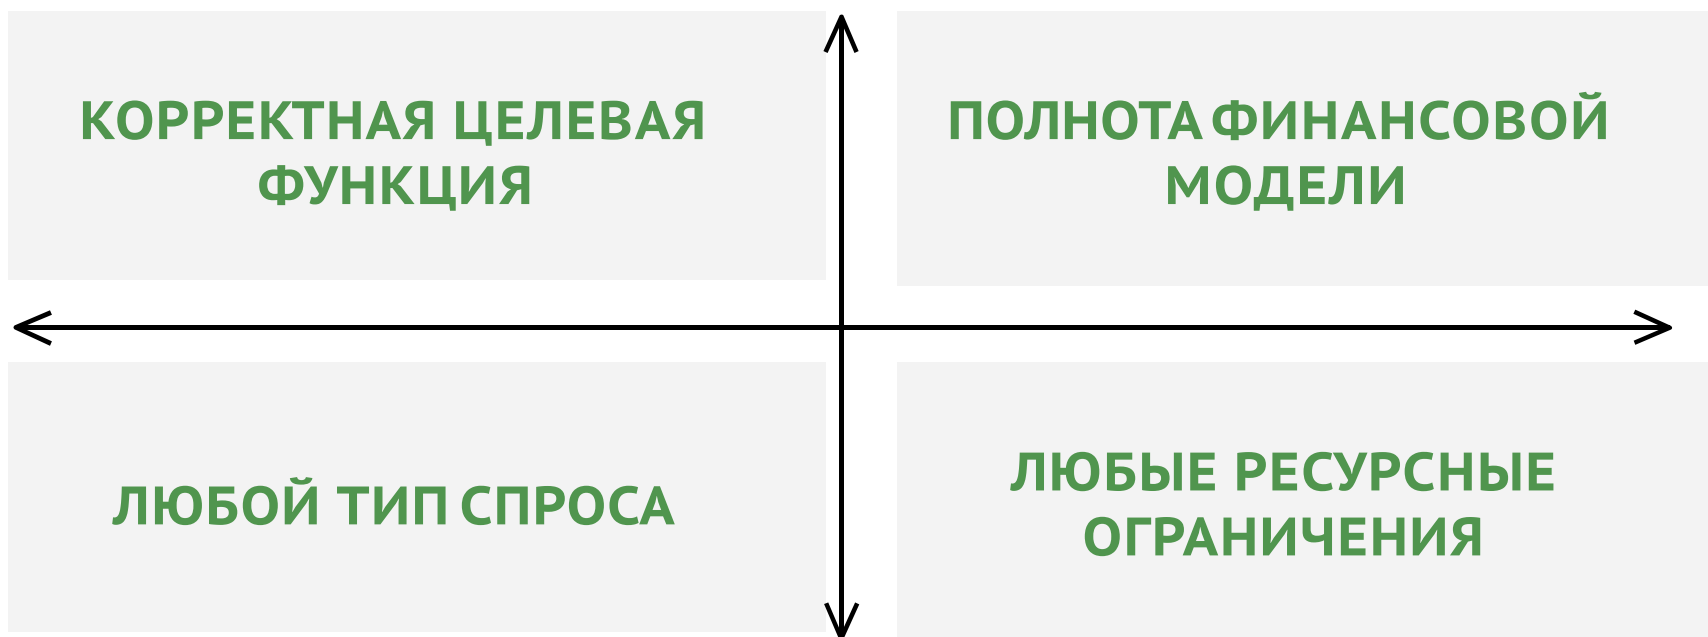 КОРРЕКТНАЯ ЦЕЛЕВАЯ
ФУНКЦИЯ
ПОЛНОТА ФИНАНСОВОЙ
МОДЕЛИ
ЛЮБОЙ ТИП СПРОСА
ЛЮБЫЕ РЕСУРСНЫЕ
ОГРАНИЧЕНИЯ